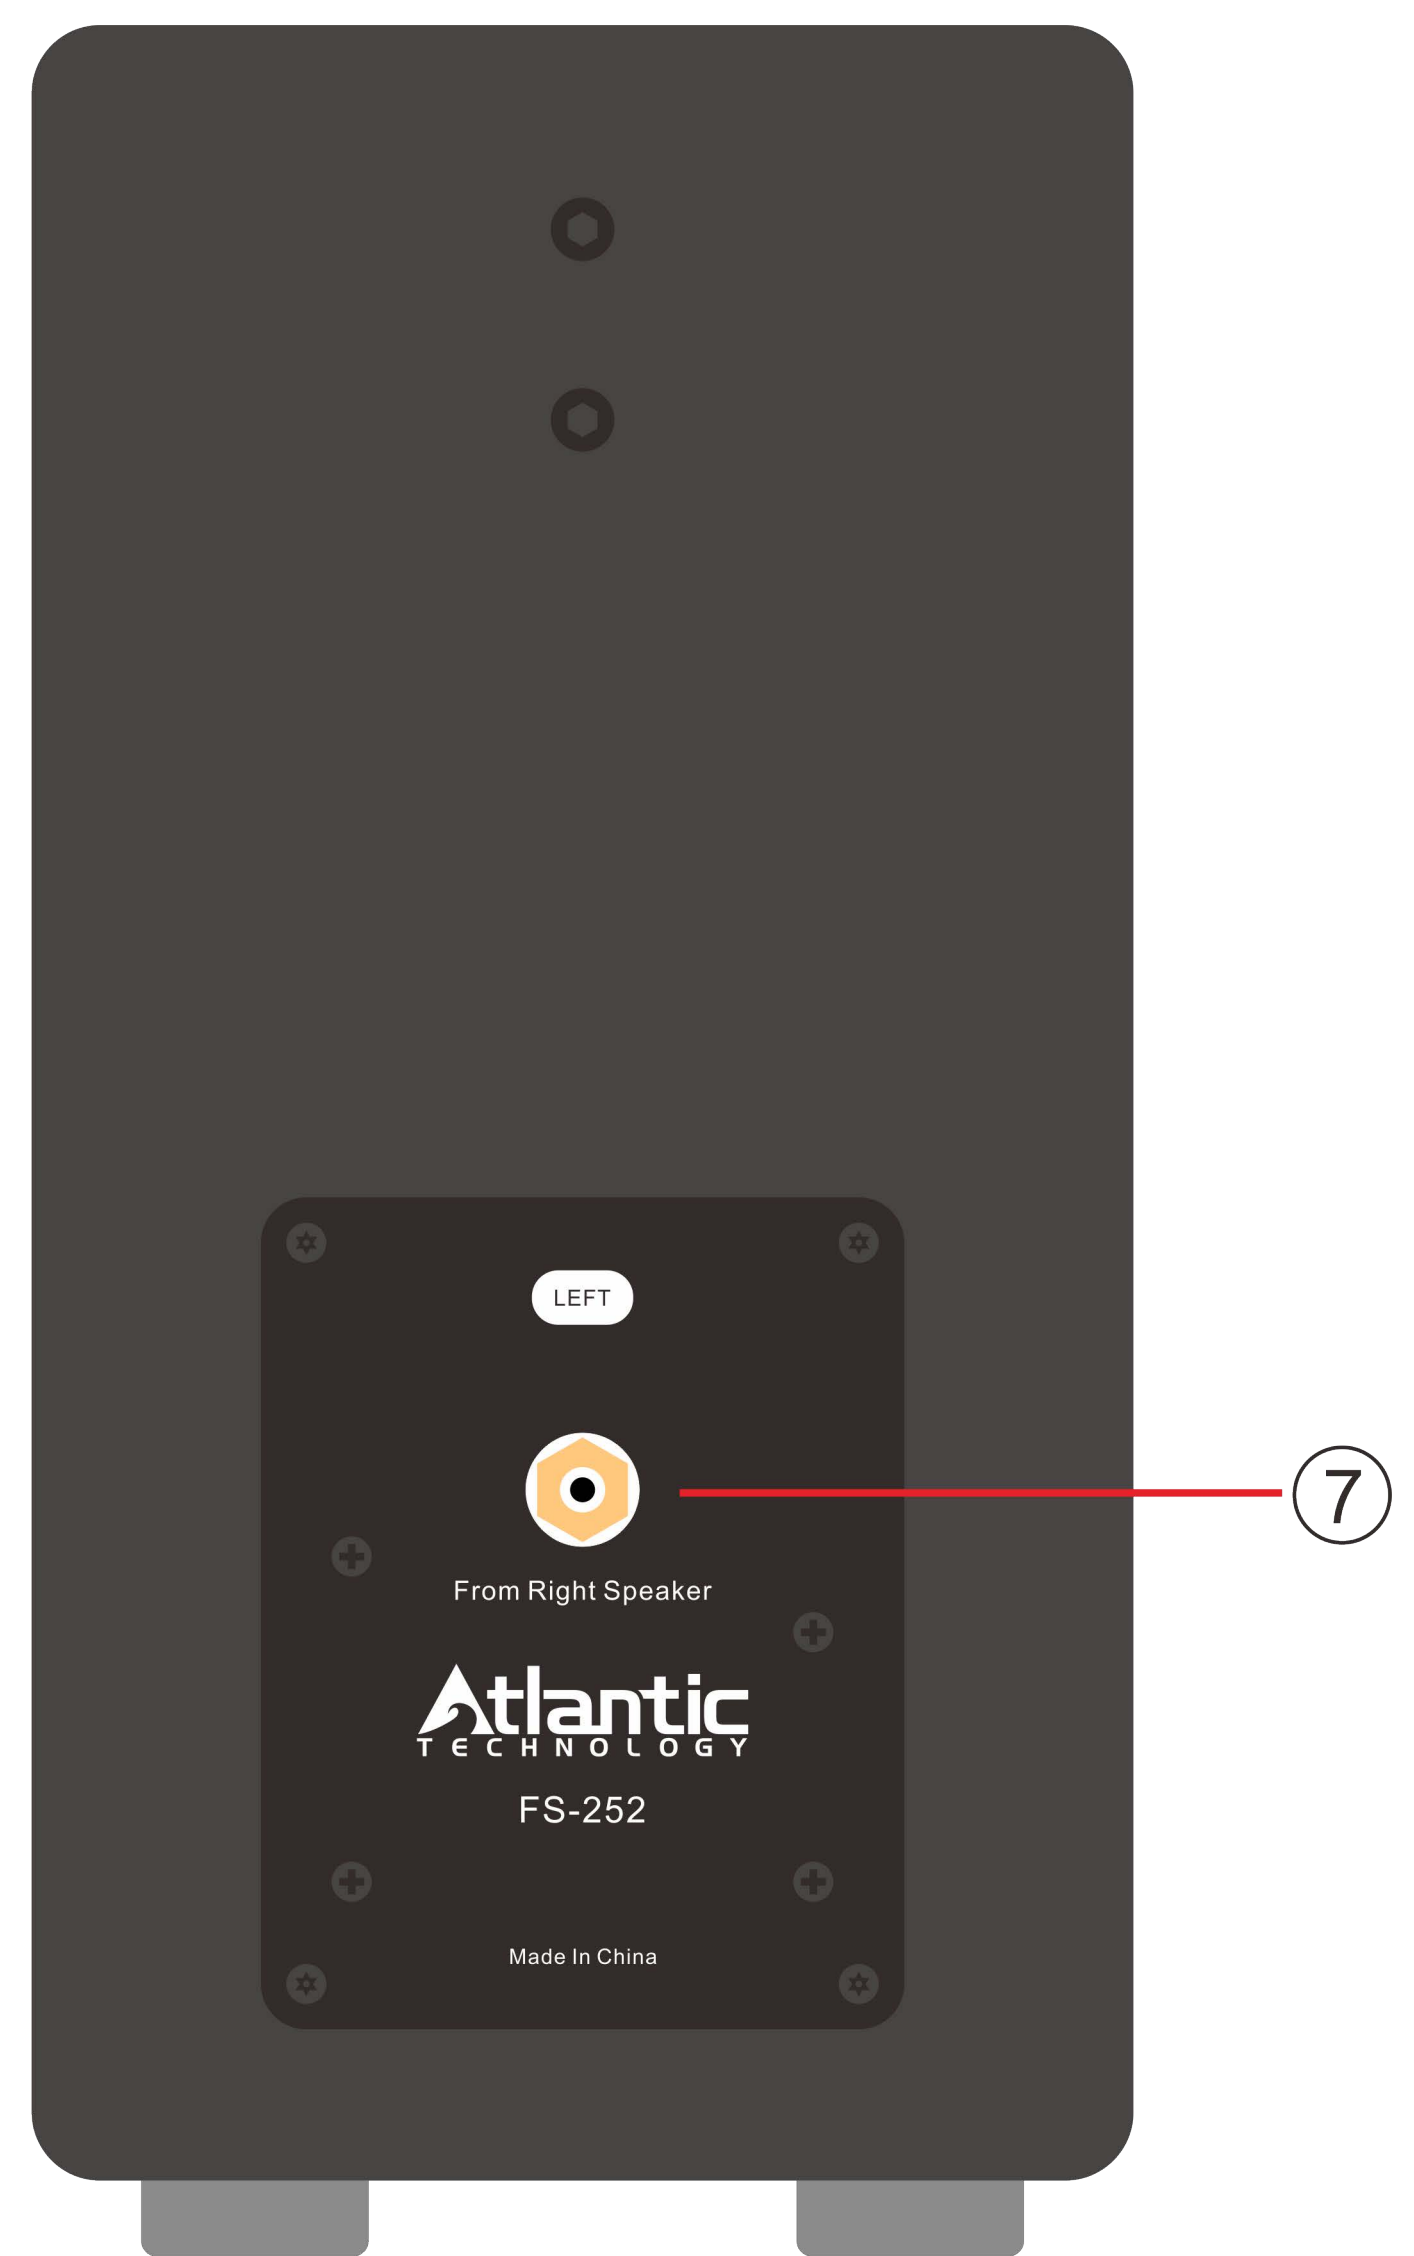 LEFT
7
From Right Speaker
Atlantic
TECHNOLOGY
FS-252
Made In China